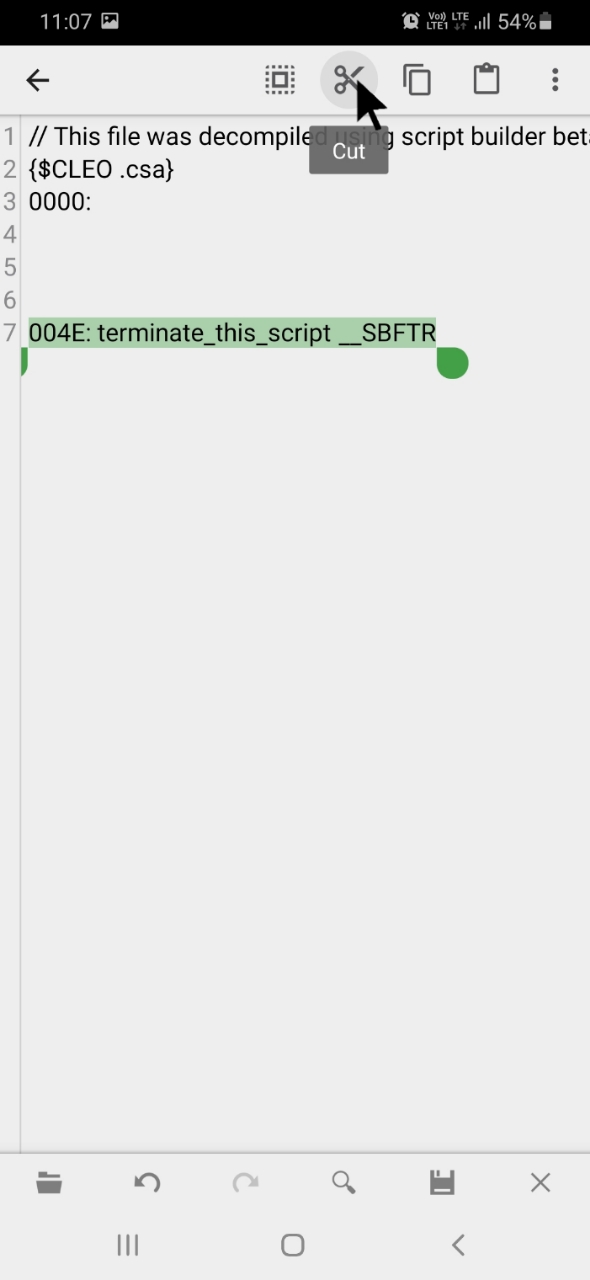 11:07 Vo)) LTE LTE1 54%
1 // This file was decompiled using script builder bet
Cut
2 {$CLEO .csa}
3 0000:
4
5
6
7 004E: terminate_this_script __SBFTR